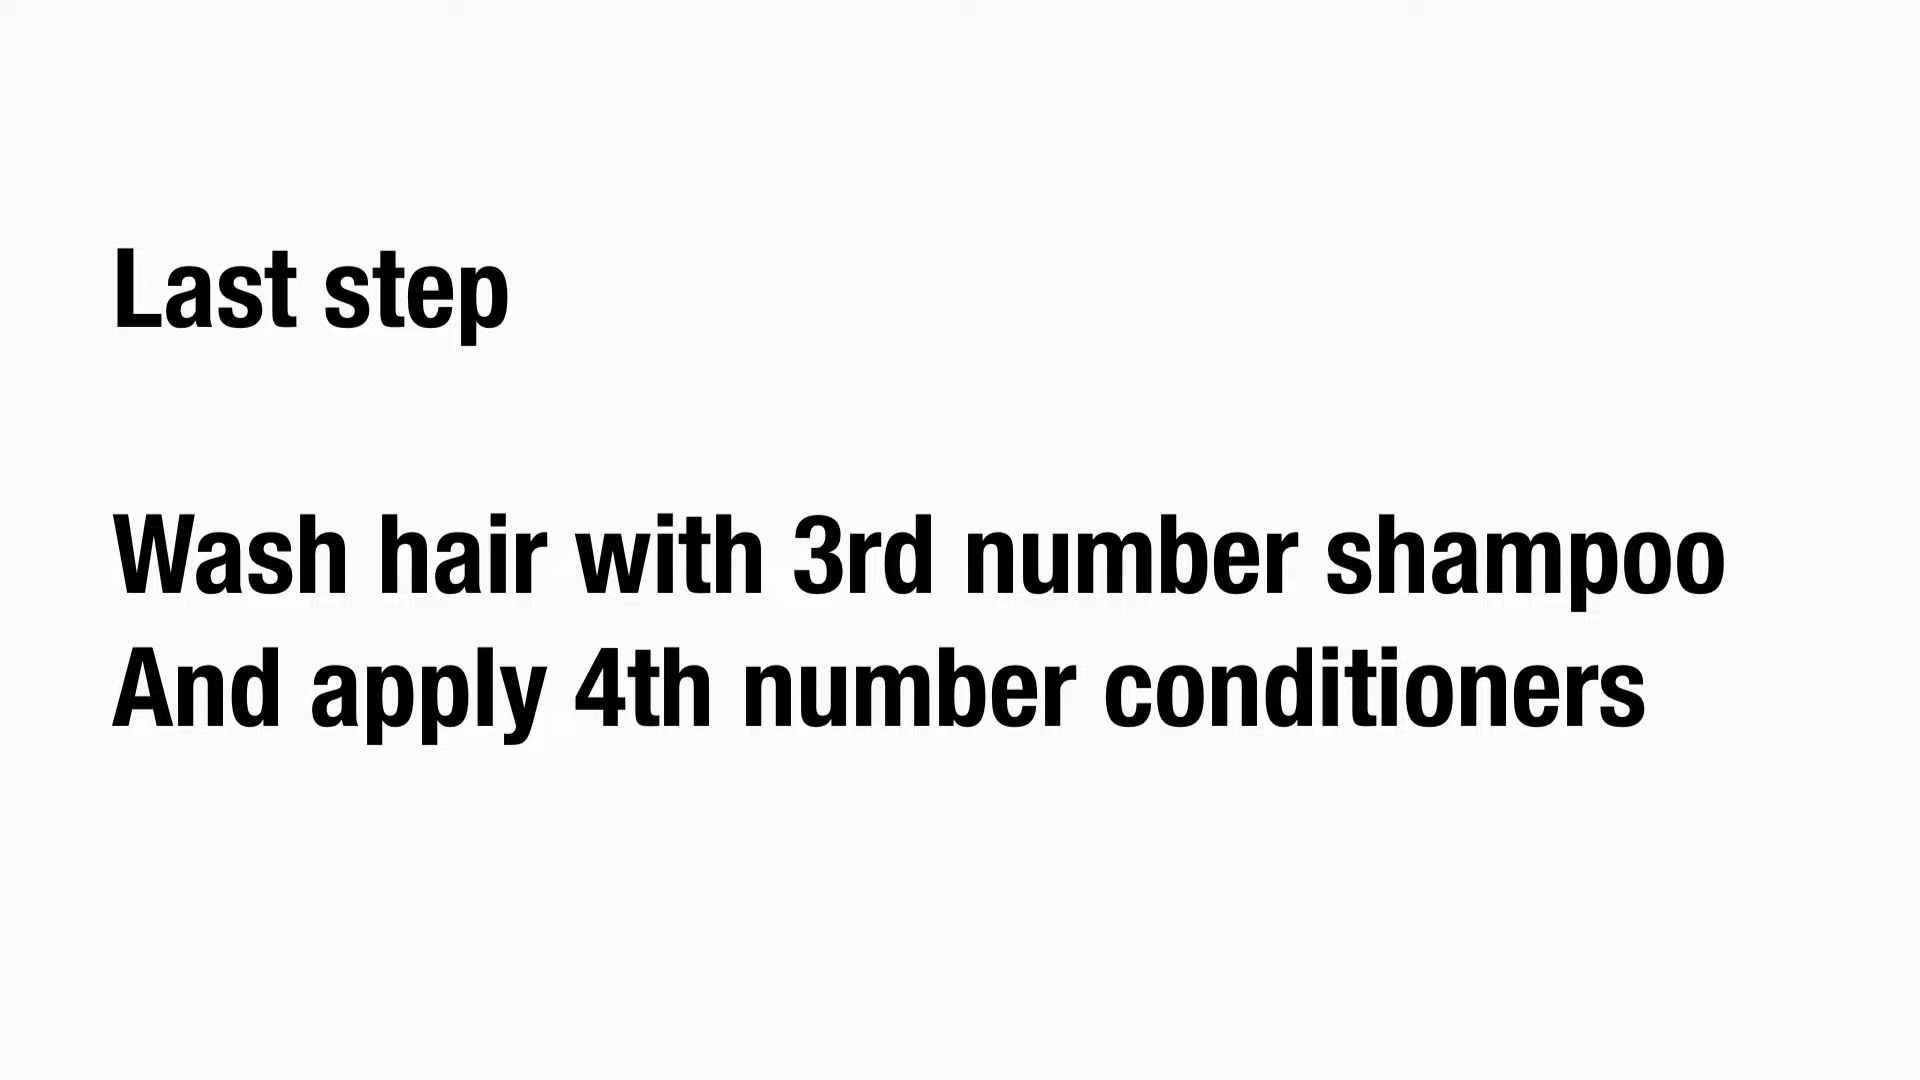 Last step
Wash hair with 3rd number shampoo
And apply 4th number conditioners